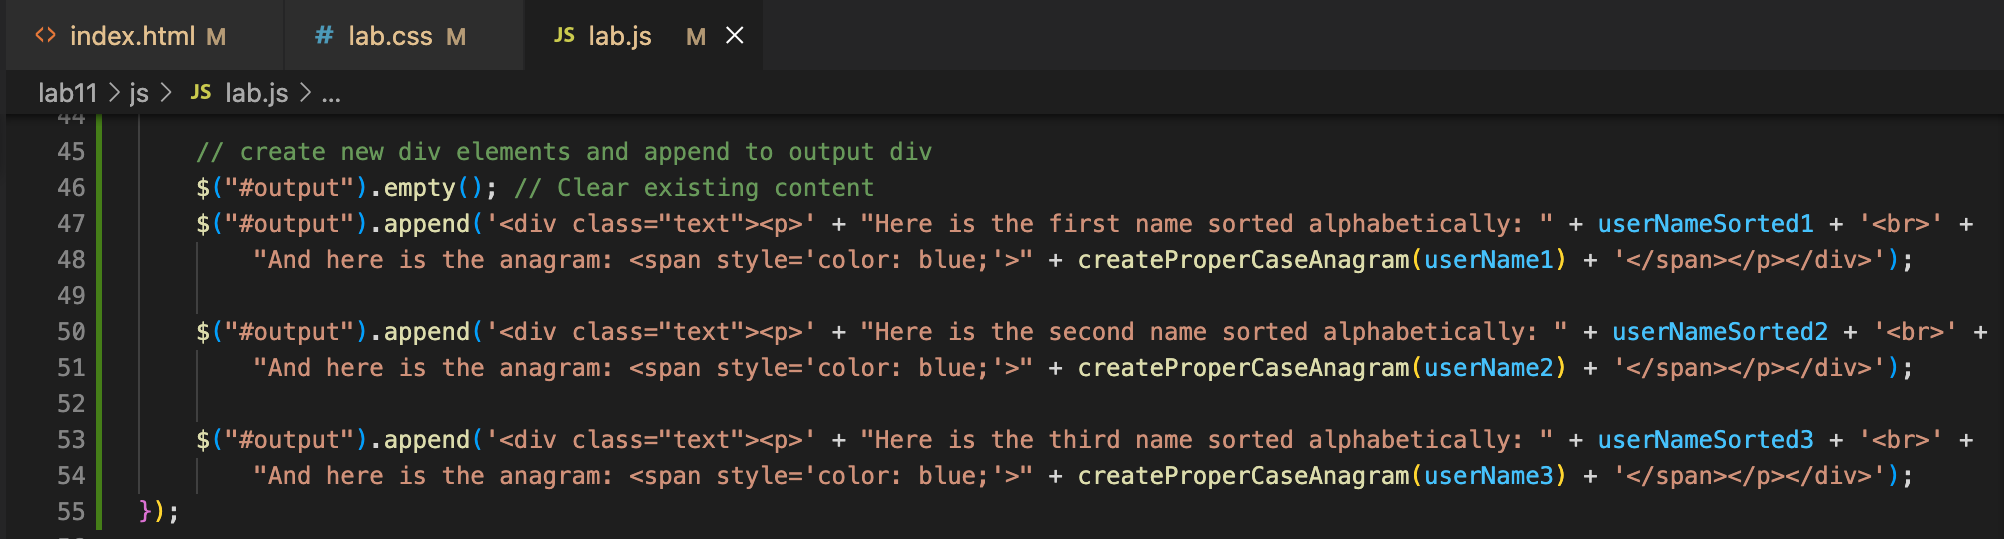 <> index.html M # lab.css M JS lab.js M ×
lab11 > js > JS lab.js > ...
44
45 // create new div elements and append to output div
46 $("#output").empty(); // Clear existing content
47 $("#output").append('<div class="text"><p>' + "Here is the first name sorted alphabetically: " + userNameSorted1 + '<br>' +
48 "And here is the anagram: <span style='color: blue;'>" + createProperCaseAnagram(userName1) + '</span></p></div>');
49
50 $("#output").append('<div class="text"><p>' + "Here is the second name sorted alphabetically: " + userNameSorted2 + '<br>' +
51 "And here is the anagram: <span style='color: blue;'>" + createProperCaseAnagram(userName2) + '</span></p></div>');
52
53 $("#output").append('<div class="text"><p>' + "Here is the third name sorted alphabetically: " + userNameSorted3 + '<br>' +
54 "And here is the anagram: <span style='color: blue;'>" + createProperCaseAnagram(userName3) + '</span></p></div>');
55 });